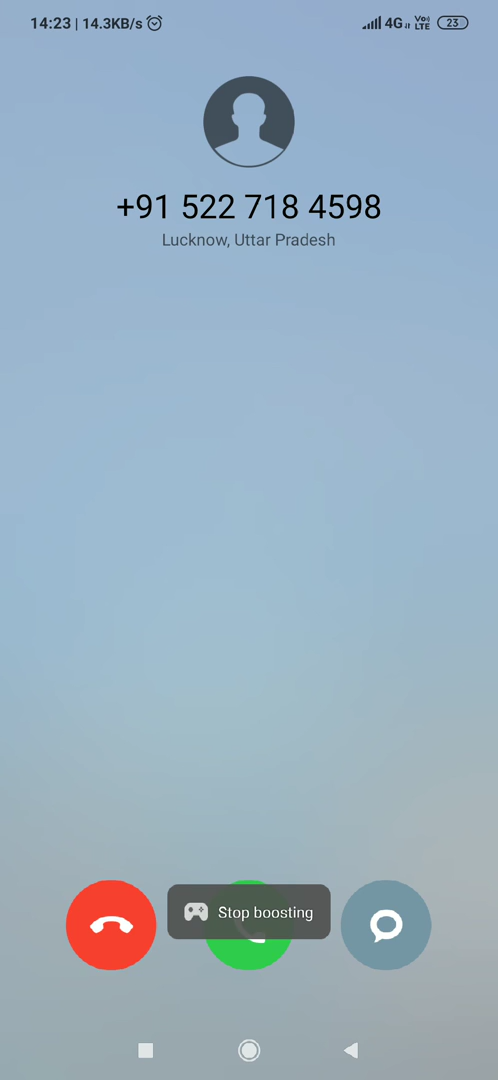 14:23 | 14.3KB/s 4G Vo) LTE 23
+91 522 718 4598
Lucknow, Uttar Pradesh
Stop boosting